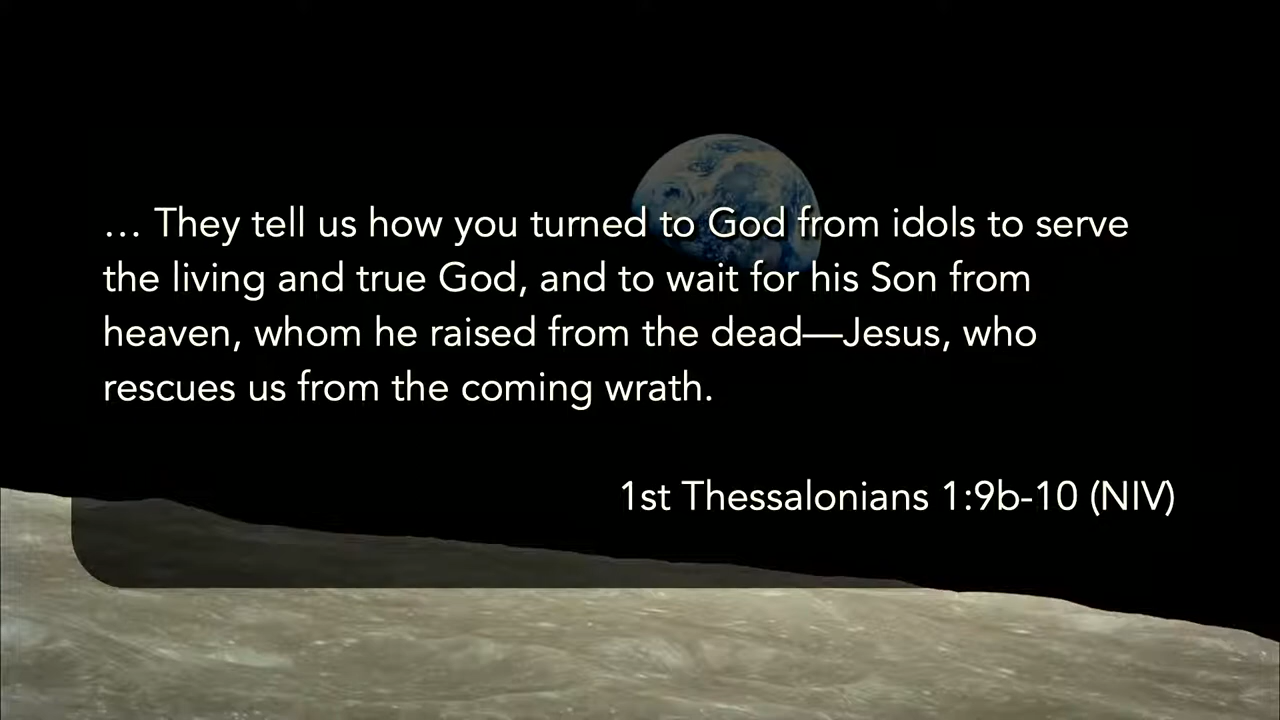 … They tell us how you turned to God from idols to serve
the living and true God, and to wait for his Son from
heaven, whom he raised from the dead—Jesus, who
rescues us from the coming wrath.
1st Thessalonians 1:9b-10 (NIV)